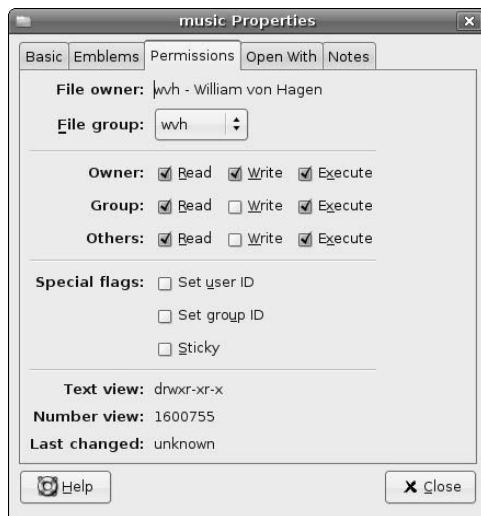 music Properties
Basic Emblems Permissions Open With Notes
File owner: wvh - William von Hagen
File group: wvh
Owner: Read Write Execute
Group: Read Write Execute
Others: Read Write Execute
Special flags: Set user ID
Set group ID
Sticky
Text view: drwxr-xr-x
Number view: 1600755
Last changed: unknown
Help Close